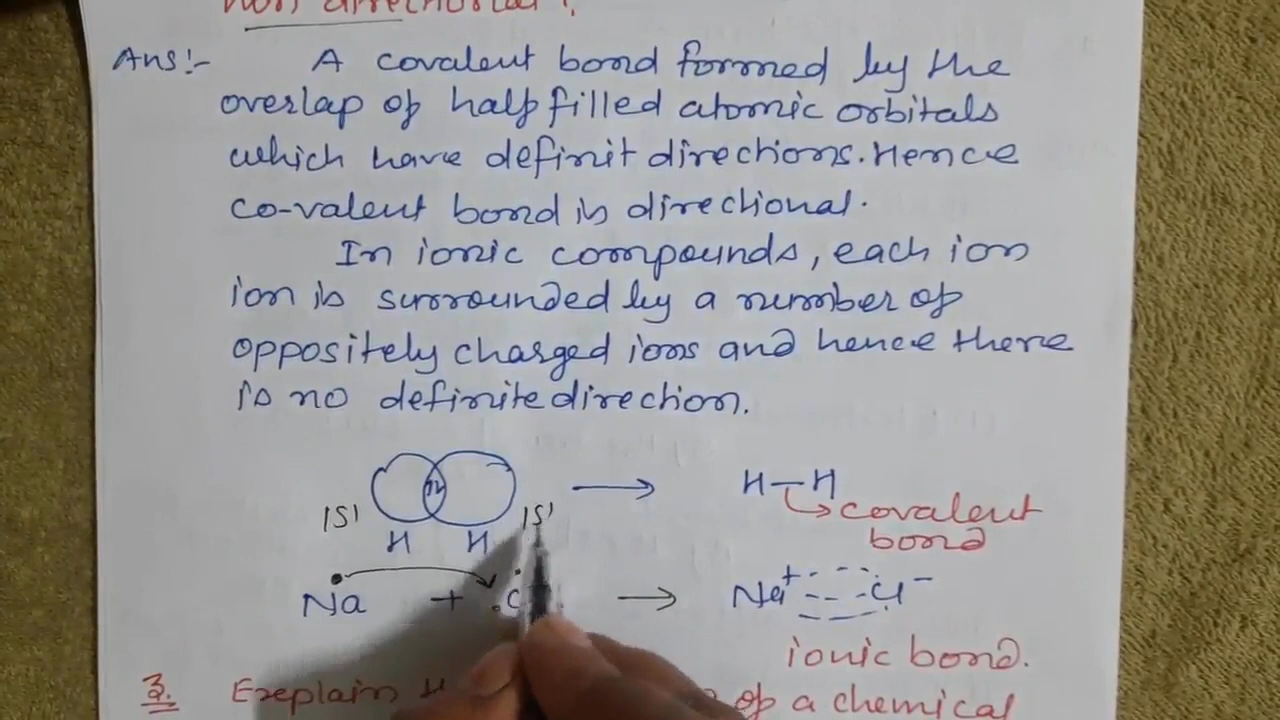 non directional?
Ans:- A covalent bond formed by the
overlap of half filled atomic orbitals
which have definit directions. Hence
co-valent bond is directional.
In ionic compounds, each ion
ion is surrounded by a number of
oppositely charged ions and hence there
is no definite direction.
1S¹ 1S¹ H—H
covalent
H H bond
Na + Na⁺ Cl⁻
ionic bond.
3. Explain of a chemical